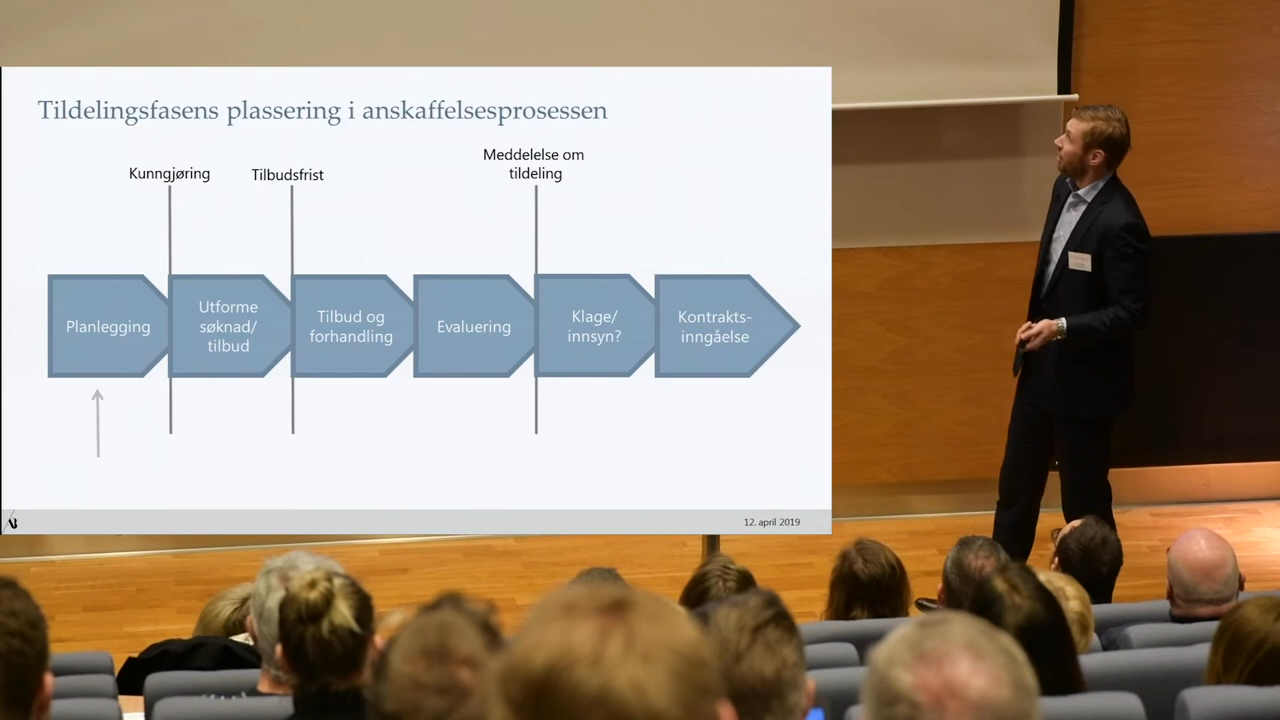 Tildelingsfasens plassering i anskaffelsesprosessen
Meddelelse om
tildeling
Kunngjøring
Tilbudsfrist
Planlegging
Utforme
søknad/
tilbud
Tilbud og
forhandling
Evaluering
Klage/
innsyn?
Kontrakts-
inngåelse
12. april 2019